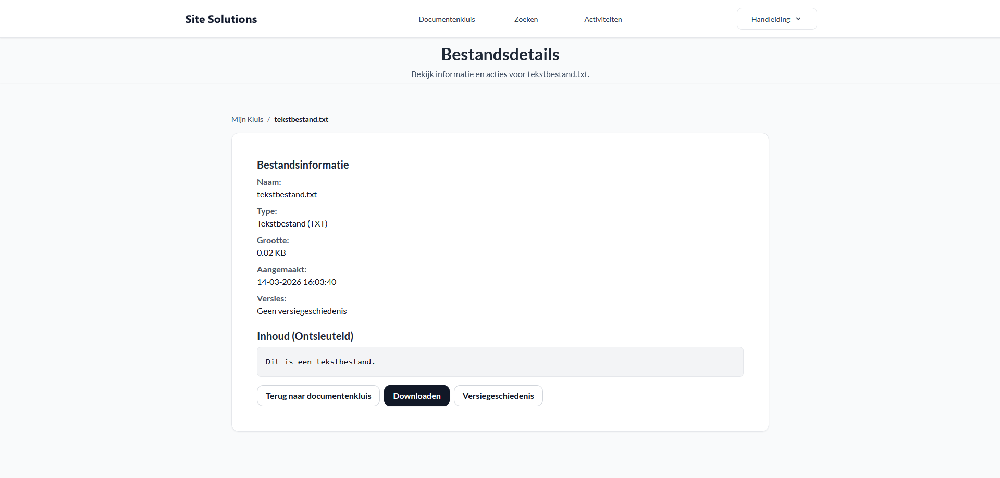 Site Solutions
Documentenkluis
Zoeken
Activiteiten
Handleiding
Bestandsdetails
Bekijk informatie en acties voor tekstbestand.txt.
Mijn Kluis / tekstbestand.txt
Bestandsinformatie
Naam:
tekstbestand.txt
Type:
Tekstbestand (TXT)
Grootte:
0.02 KB
Aangemaakt:
14-03-2026 16:03:40
Versies:
Geen versiegeschiedenis
Inhoud (Ontsleuteld)
Dit is een tekstbestand.
Terug naar documentenkluis
Downloaden
Versiegeschiedenis